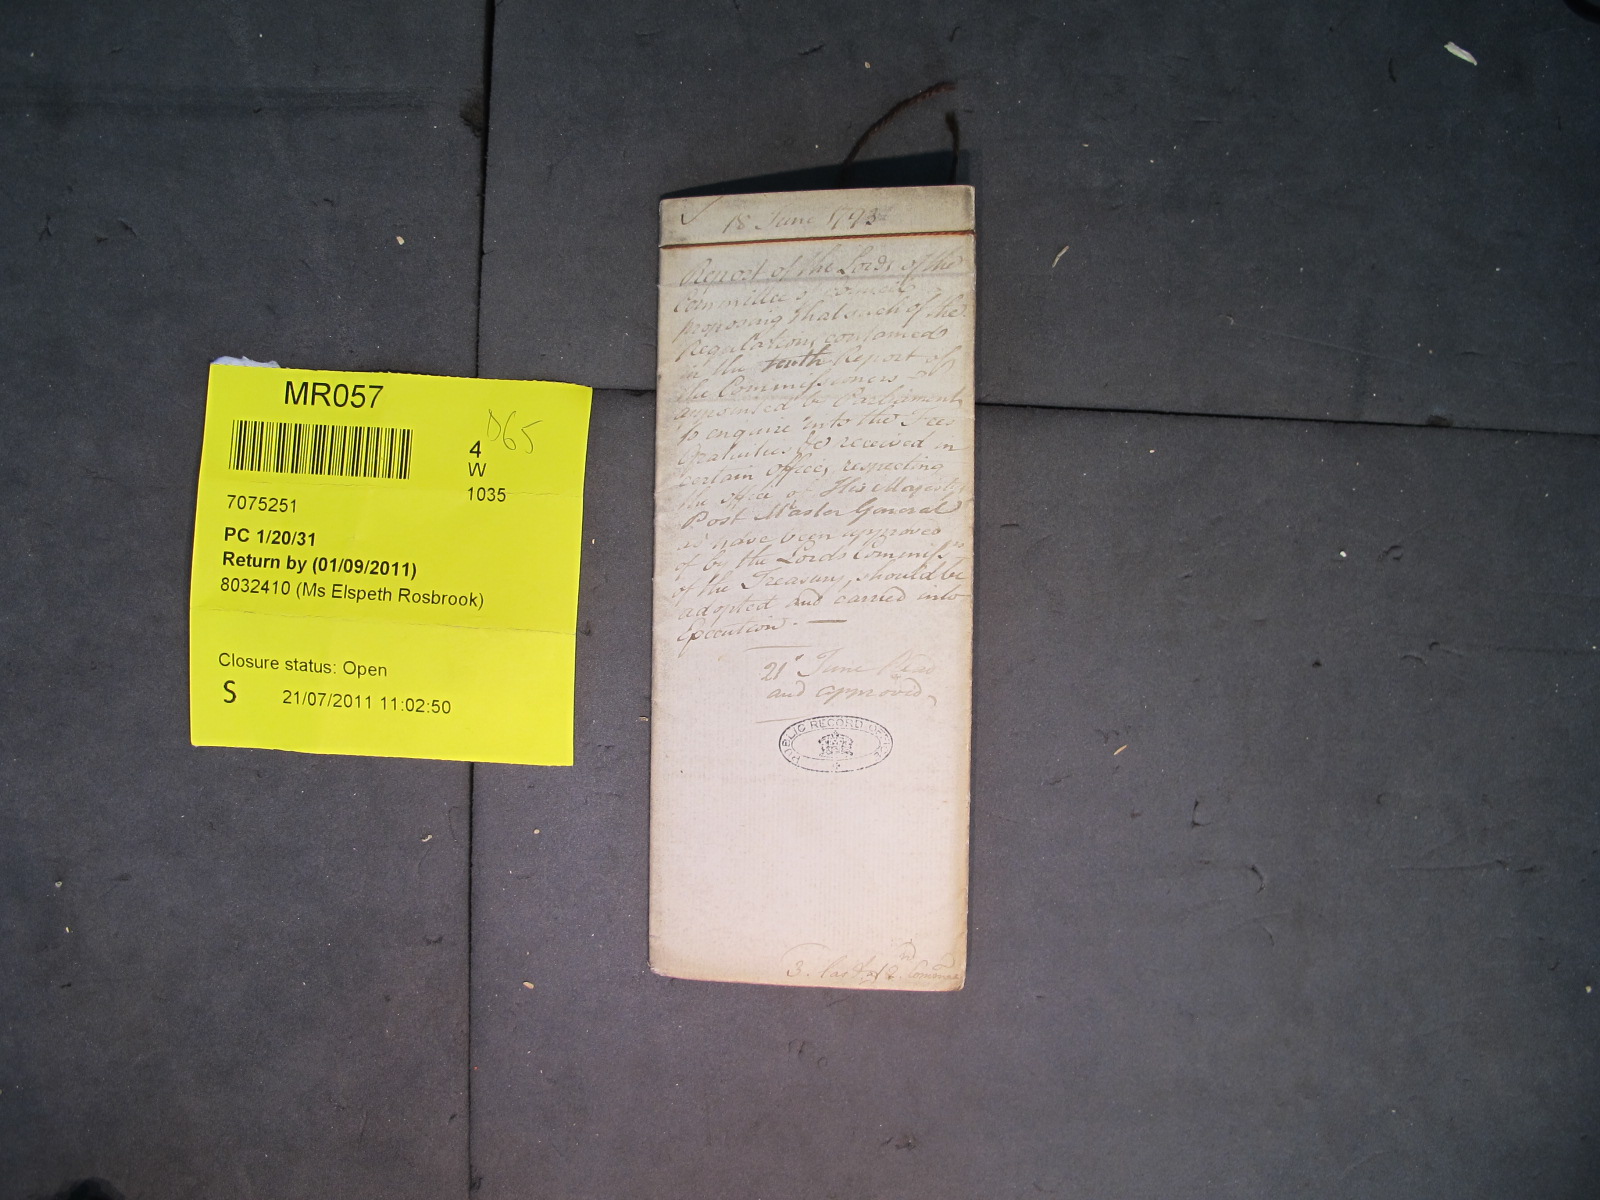 MR057
065
4
W
1035
7075251
PC 1/20/31
Return by (01/09/2011)
8032410 (Ms Elspeth Rosbrook)
Closure status: Open
S 21/07/2011 11:02:50
18 June 1793
Report of the Lords of the
Committee of Council
proposing that such of the
Regulations contained
in the tenth Report of
the Commissioners
appointed by Parliament
to enquire into the Fees
Gratuities &c received in
certain offices, respecting
the office of His Majesty's
Post Master General
as have been approved
of by the Lords Commissrs
of the Treasury, should be
adopted and carried into
Execution. —
21st June Read
and approved
PUBLIC RECORD OFFICE
3.